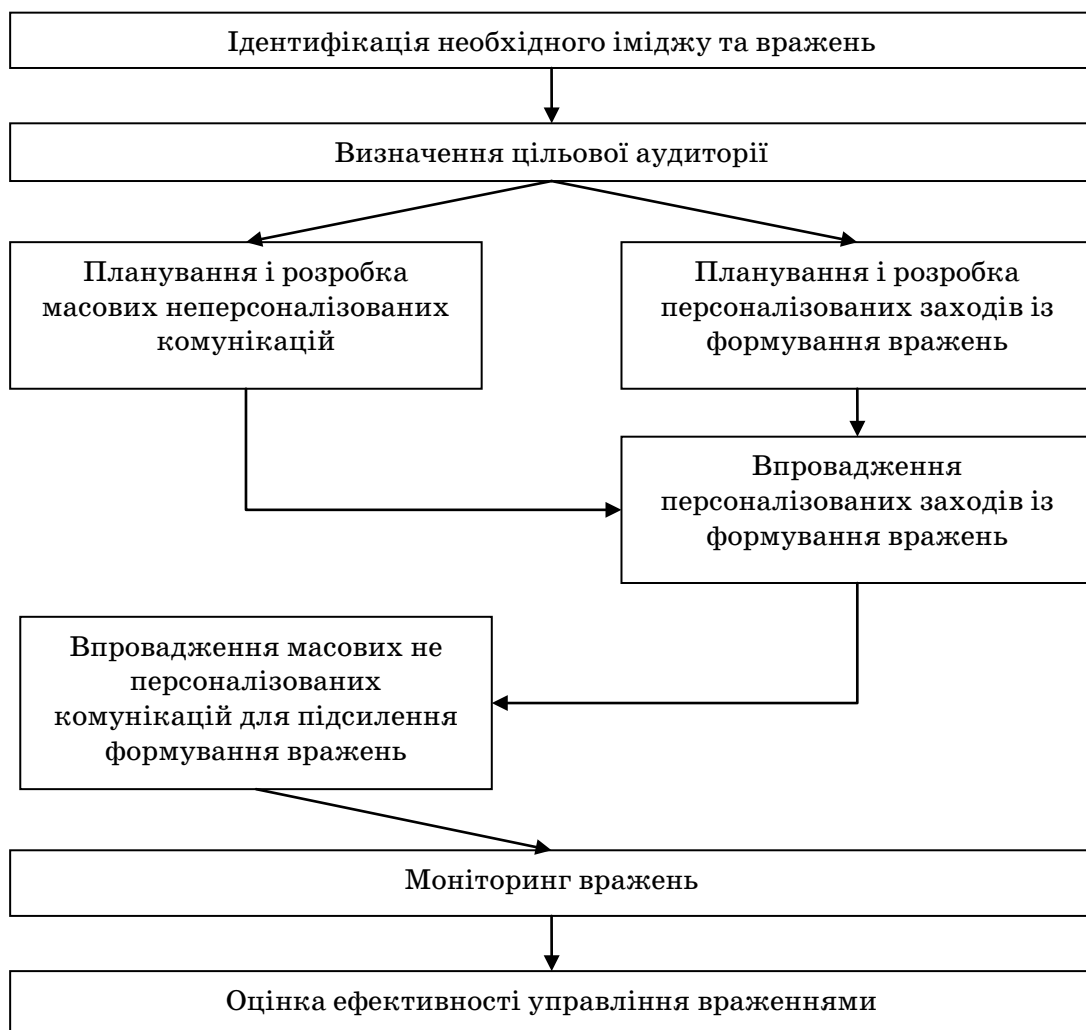 Ідентифікація необхідного іміджу та вражень
Визначення цільової аудиторії
Планування і розробка
масових неперсоналізованих
комунікацій
Планування і розробка
персоналізованих заходів із
формування вражень
Впровадження
персоналізованих заходів із
формування вражень
Впровадження масових не
персоналізованих
комунікацій для підсилення
формування вражень
Моніторинг вражень
Оцінка ефективності управління враженнями